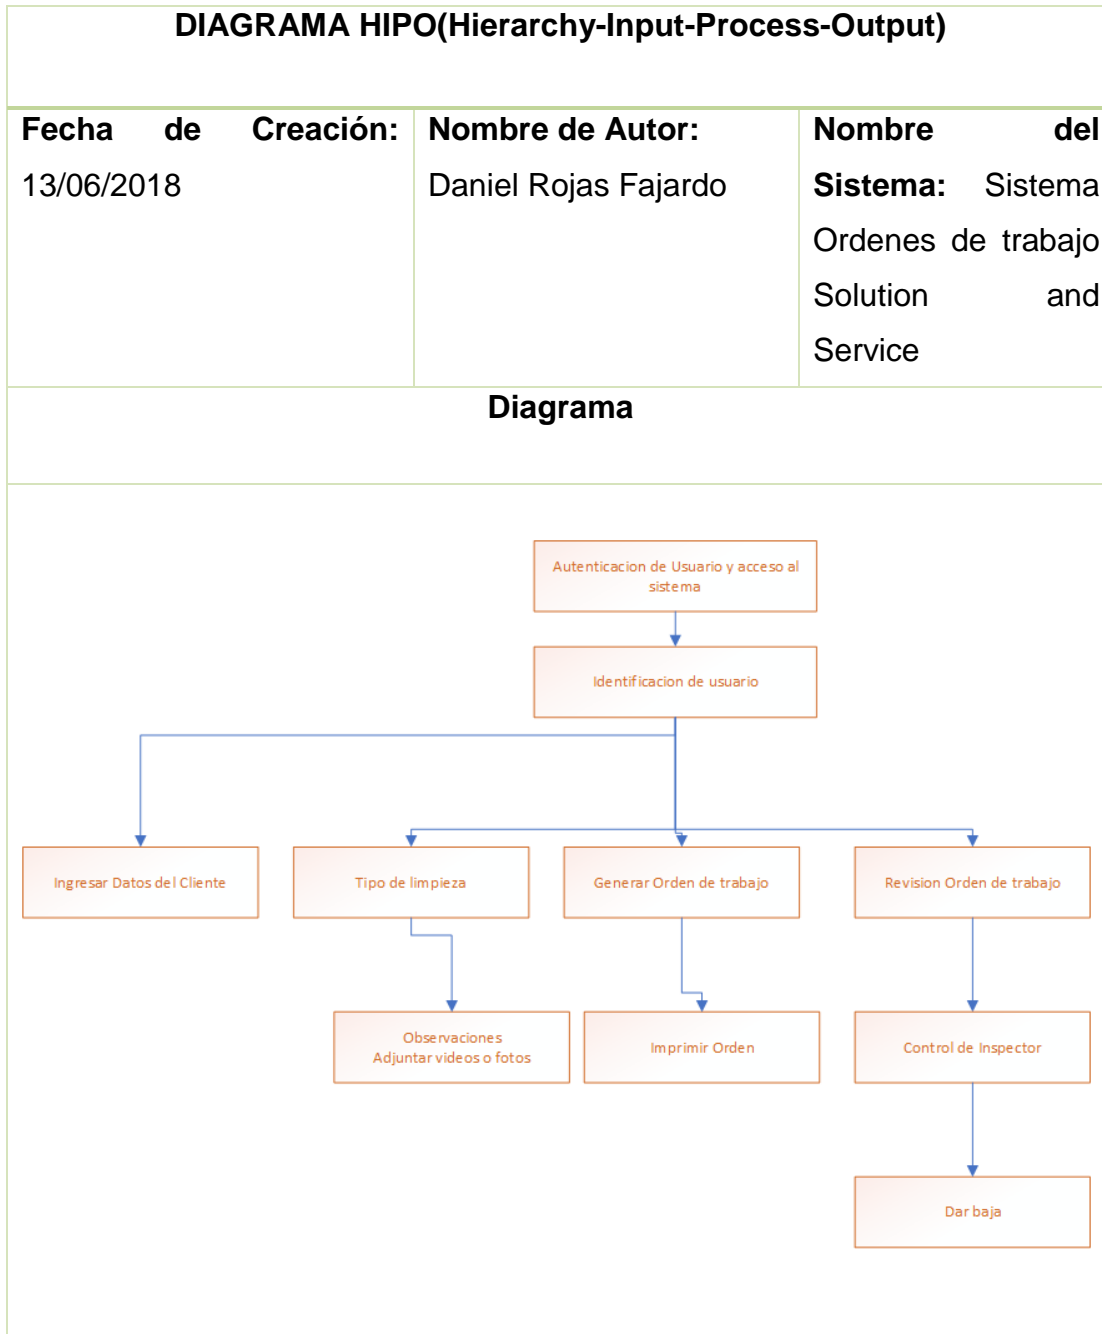 DIAGRAMA HIPO(Hierarchy-Input-Process-Output)
Fecha de Creación:
13/06/2018
Nombre de Autor:
Daniel Rojas Fajardo
Nombre del
Sistema: Sistema
Ordenes de trabajo
Solution and
Service
Diagrama
Autenticacion de Usuario y acceso al
sistema
Identificacion de usuario
Ingresar Datos del Cliente
Tipo de limpieza
Generar Orden de trabajo
Revision Orden de trabajo
Observaciones
Adjuntar videos o fotos
Imprimir Orden
Control de Inspector
Dar baja